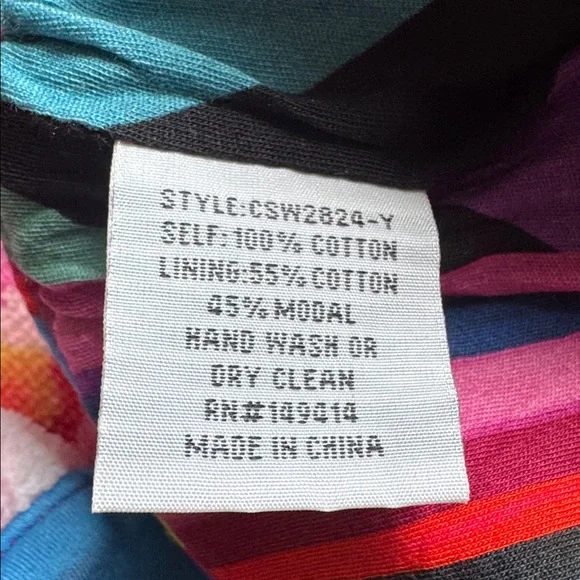 STYLE:CSW2824-Y
SELF:100% COTTON
LINING:55% COTTON
45% MODAL
HAND WASH OR
DRY CLEAN
RN#149414
MADE IN CHINA